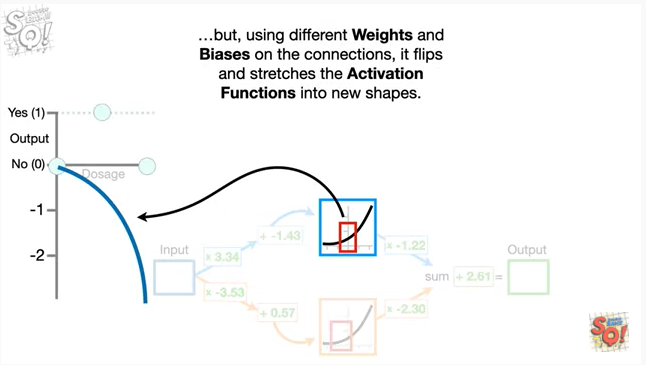 SQ!
…but, using different Weights and
Biases on the connections, it flips
and stretches the Activation
Functions into new shapes.
Yes (1)
Output
No (0)
Dosage
-1
-2
Input
x 3.34
+ -1.43
x -1.22
Output
sum + 2.61 =
x -3.53
+ 0.57
x -2.30
SQ!